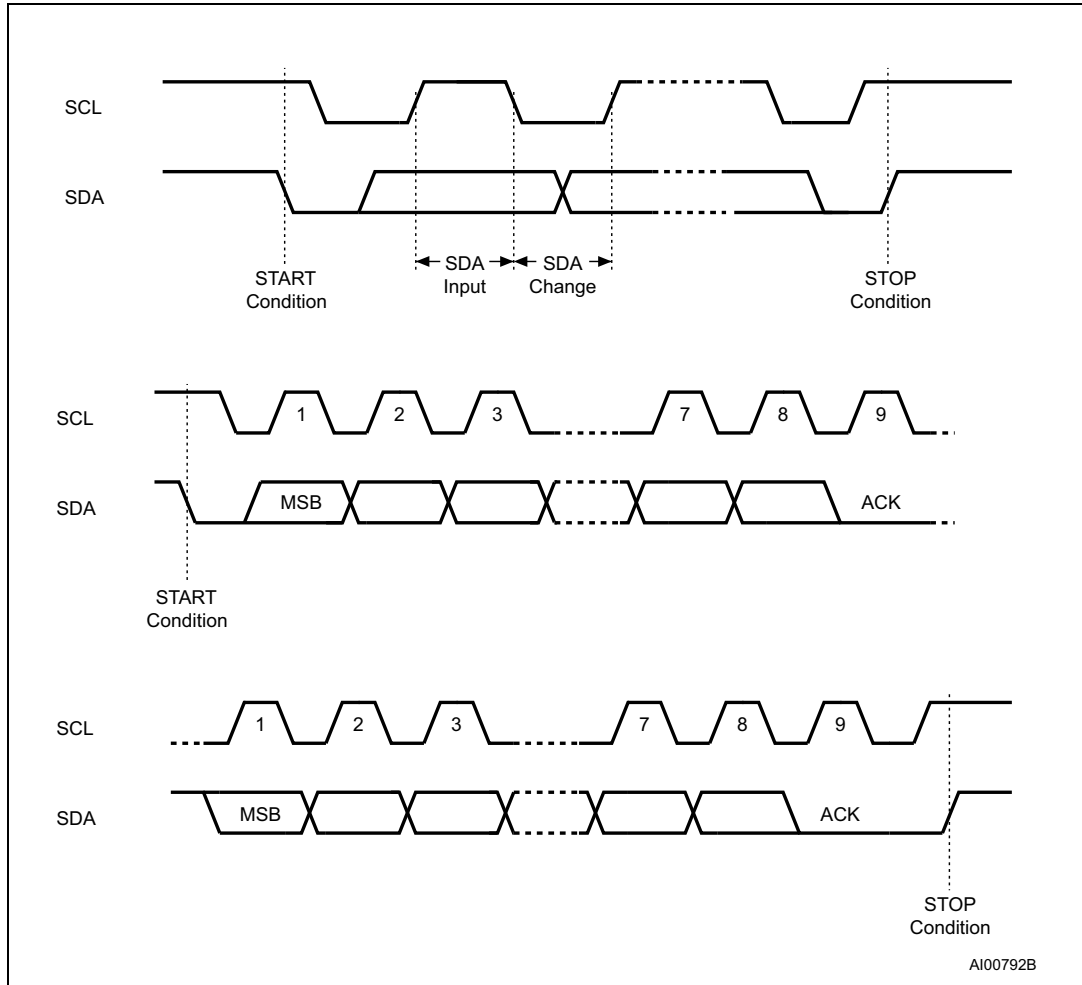 SCL
SDA
START
Condition
SDA
Input
SDA
Change
STOP
Condition
SCL
1 2 3 7 8 9
SDA
MSB ACK
START
Condition
SCL
1 2 3 7 8 9
SDA
MSB ACK
STOP
Condition
AI00792B